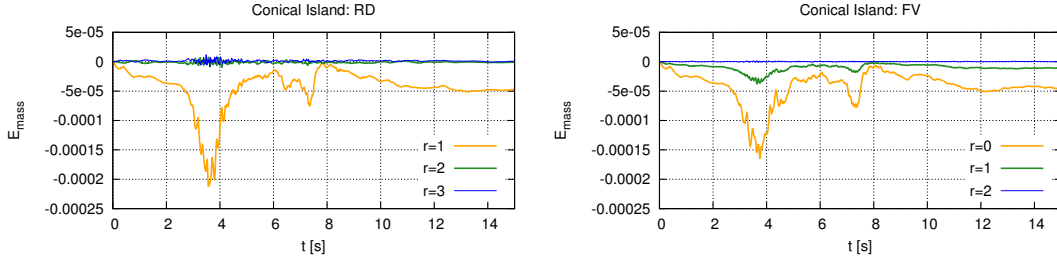 Conical Island: RD
5e-05
0
-5e-05
-0.0001
-0.00015
-0.0002
-0.00025
E_mass
r=1
r=2
r=3
0 2 4 6 8 10 12 14
t [s]
Conical Island: FV
5e-05
0
-5e-05
-0.0001
-0.00015
-0.0002
-0.00025
E_mass
r=0
r=1
r=2
0 2 4 6 8 10 12 14
t [s]